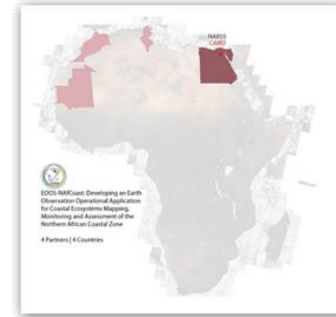 NARSS
CAIRO
EOOS-NAfCoast: Developing an Earth
Observation Operational Application
for Coastal Ecosystems Mapping,
Monitoring and Assessment of the
Northern African Coastal Zone
4 Partners | 4 Countries